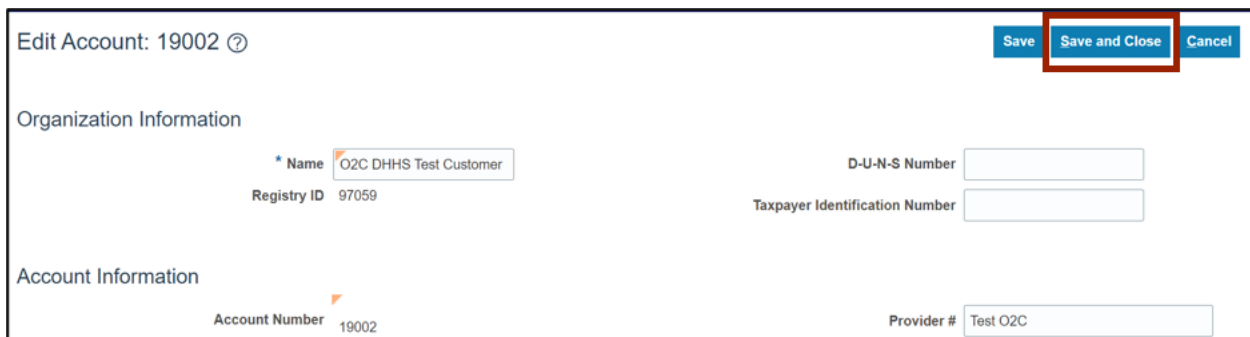 Edit Account: 19002 ?
Save Save and Close Cancel
Organization Information
* Name O2C DHHS Test Customer
D-U-N-S Number
Registry ID 97059
Taxpayer Identification Number
Account Information
Account Number 19002
Provider # Test O2C